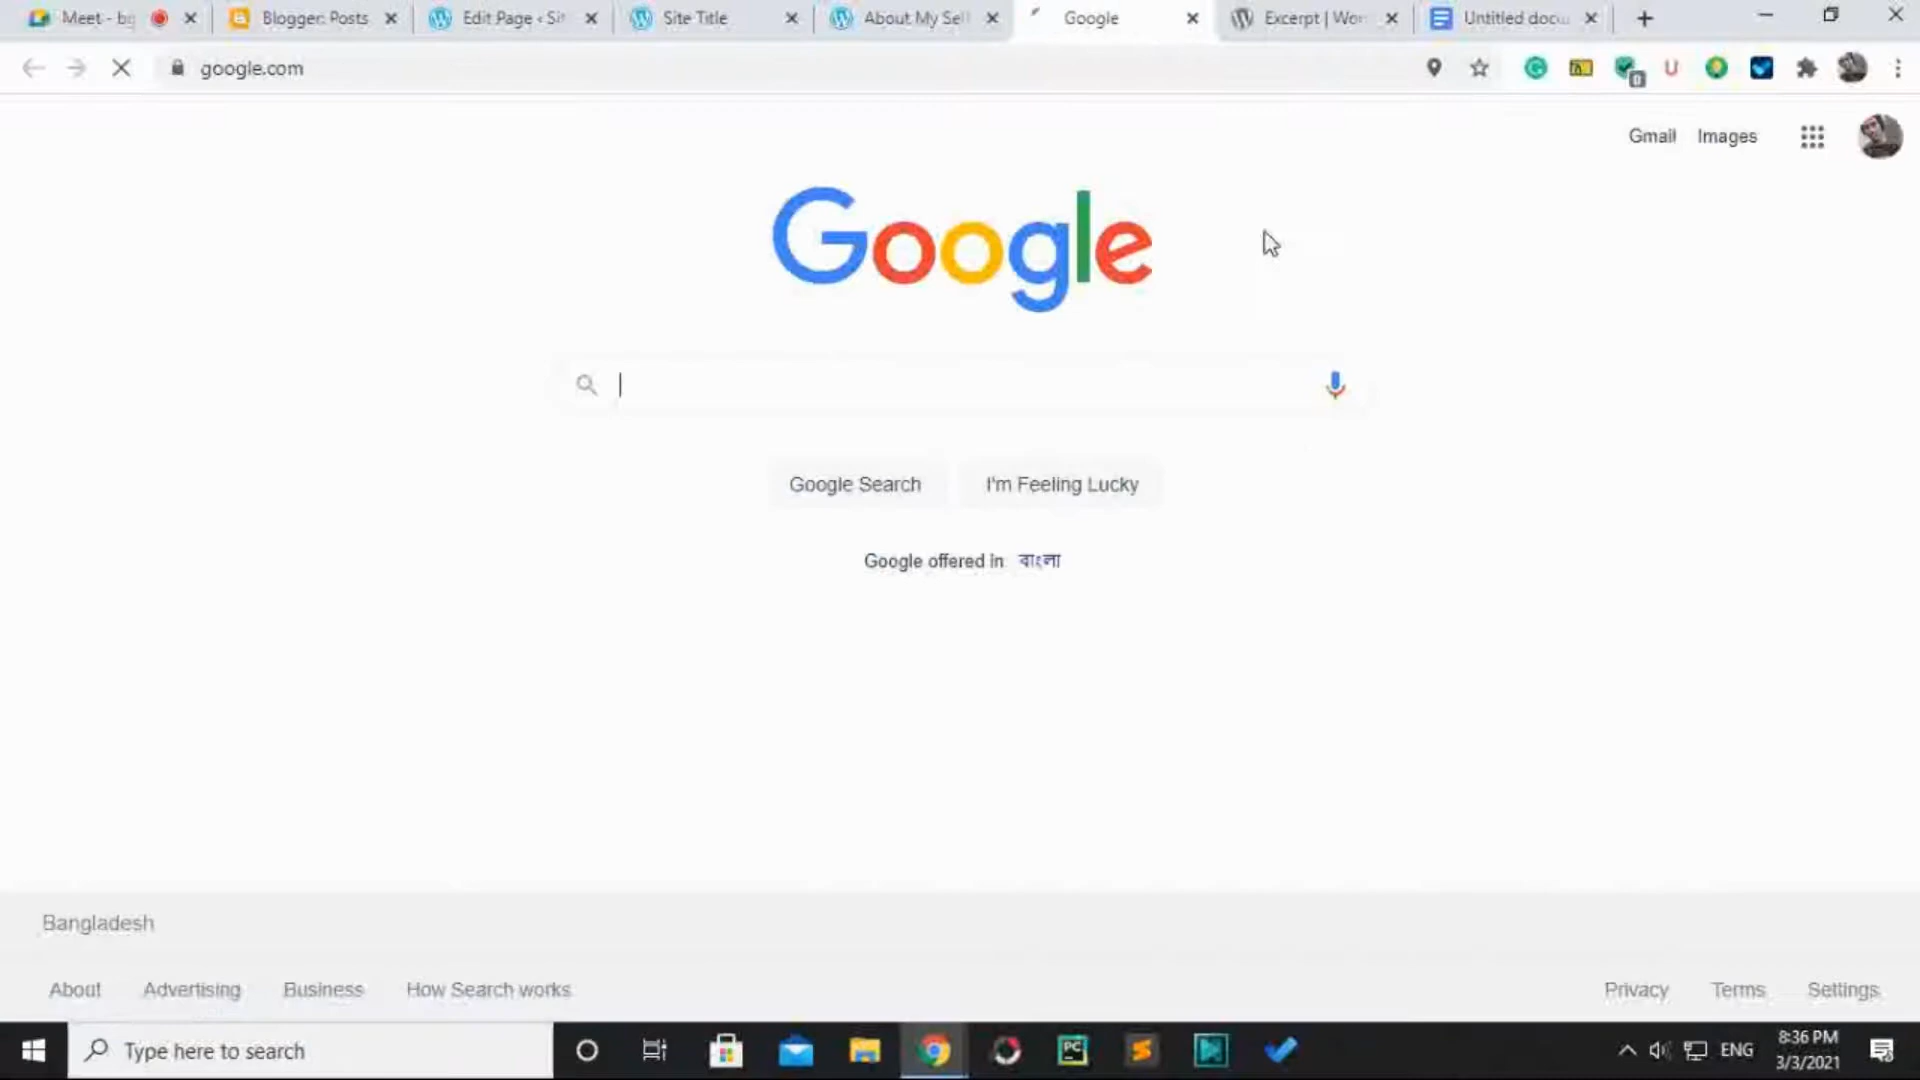 Meet - bq
Blogger: Posts
Edit Page ‹ Sit
Site Title
About My Sel
Google
Excerpt | Wor
Untitled docu
google.com
Gmail Images
Google
Google Search
I'm Feeling Lucky
Google offered in বাংলা
Bangladesh
About Advertising Business How Search works
Privacy Terms Settings
Type here to search
ENG
8:36 PM
3/3/2021